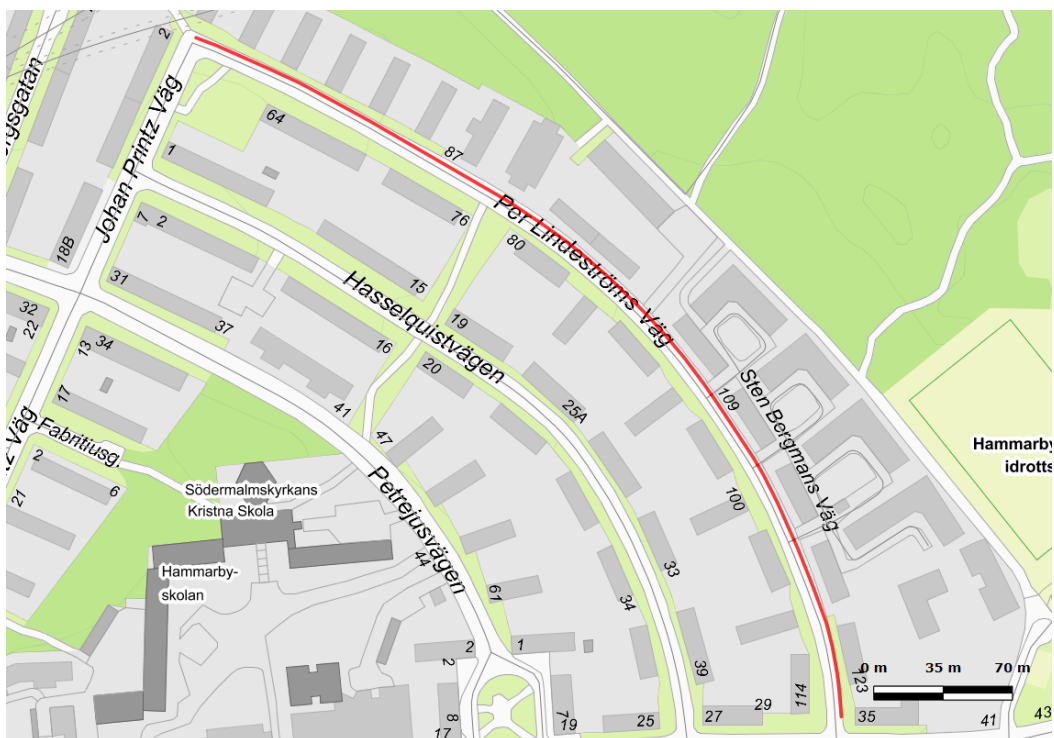 2
ergsgatan
Johan Printz Väg
64
87
1
76
18B
7
2
Per Lindeströms Väg
80
31
15
Hasselquistvägen
19
32
22
37
16
34
13
20
109
Sten Bergmans Väg
17
41
25A
47
z Väg
Fabritiusg.
Hammarby
idrotts
2
6
21
Södermalmskyrkans
Kristna Skola
100
Petrejusvägen
44
33
Hammarby-
skolan
61
34
2
1
2
39
123
0 m 35 m 70 m
114
29
8
17
7
19
25
27
35
41
43